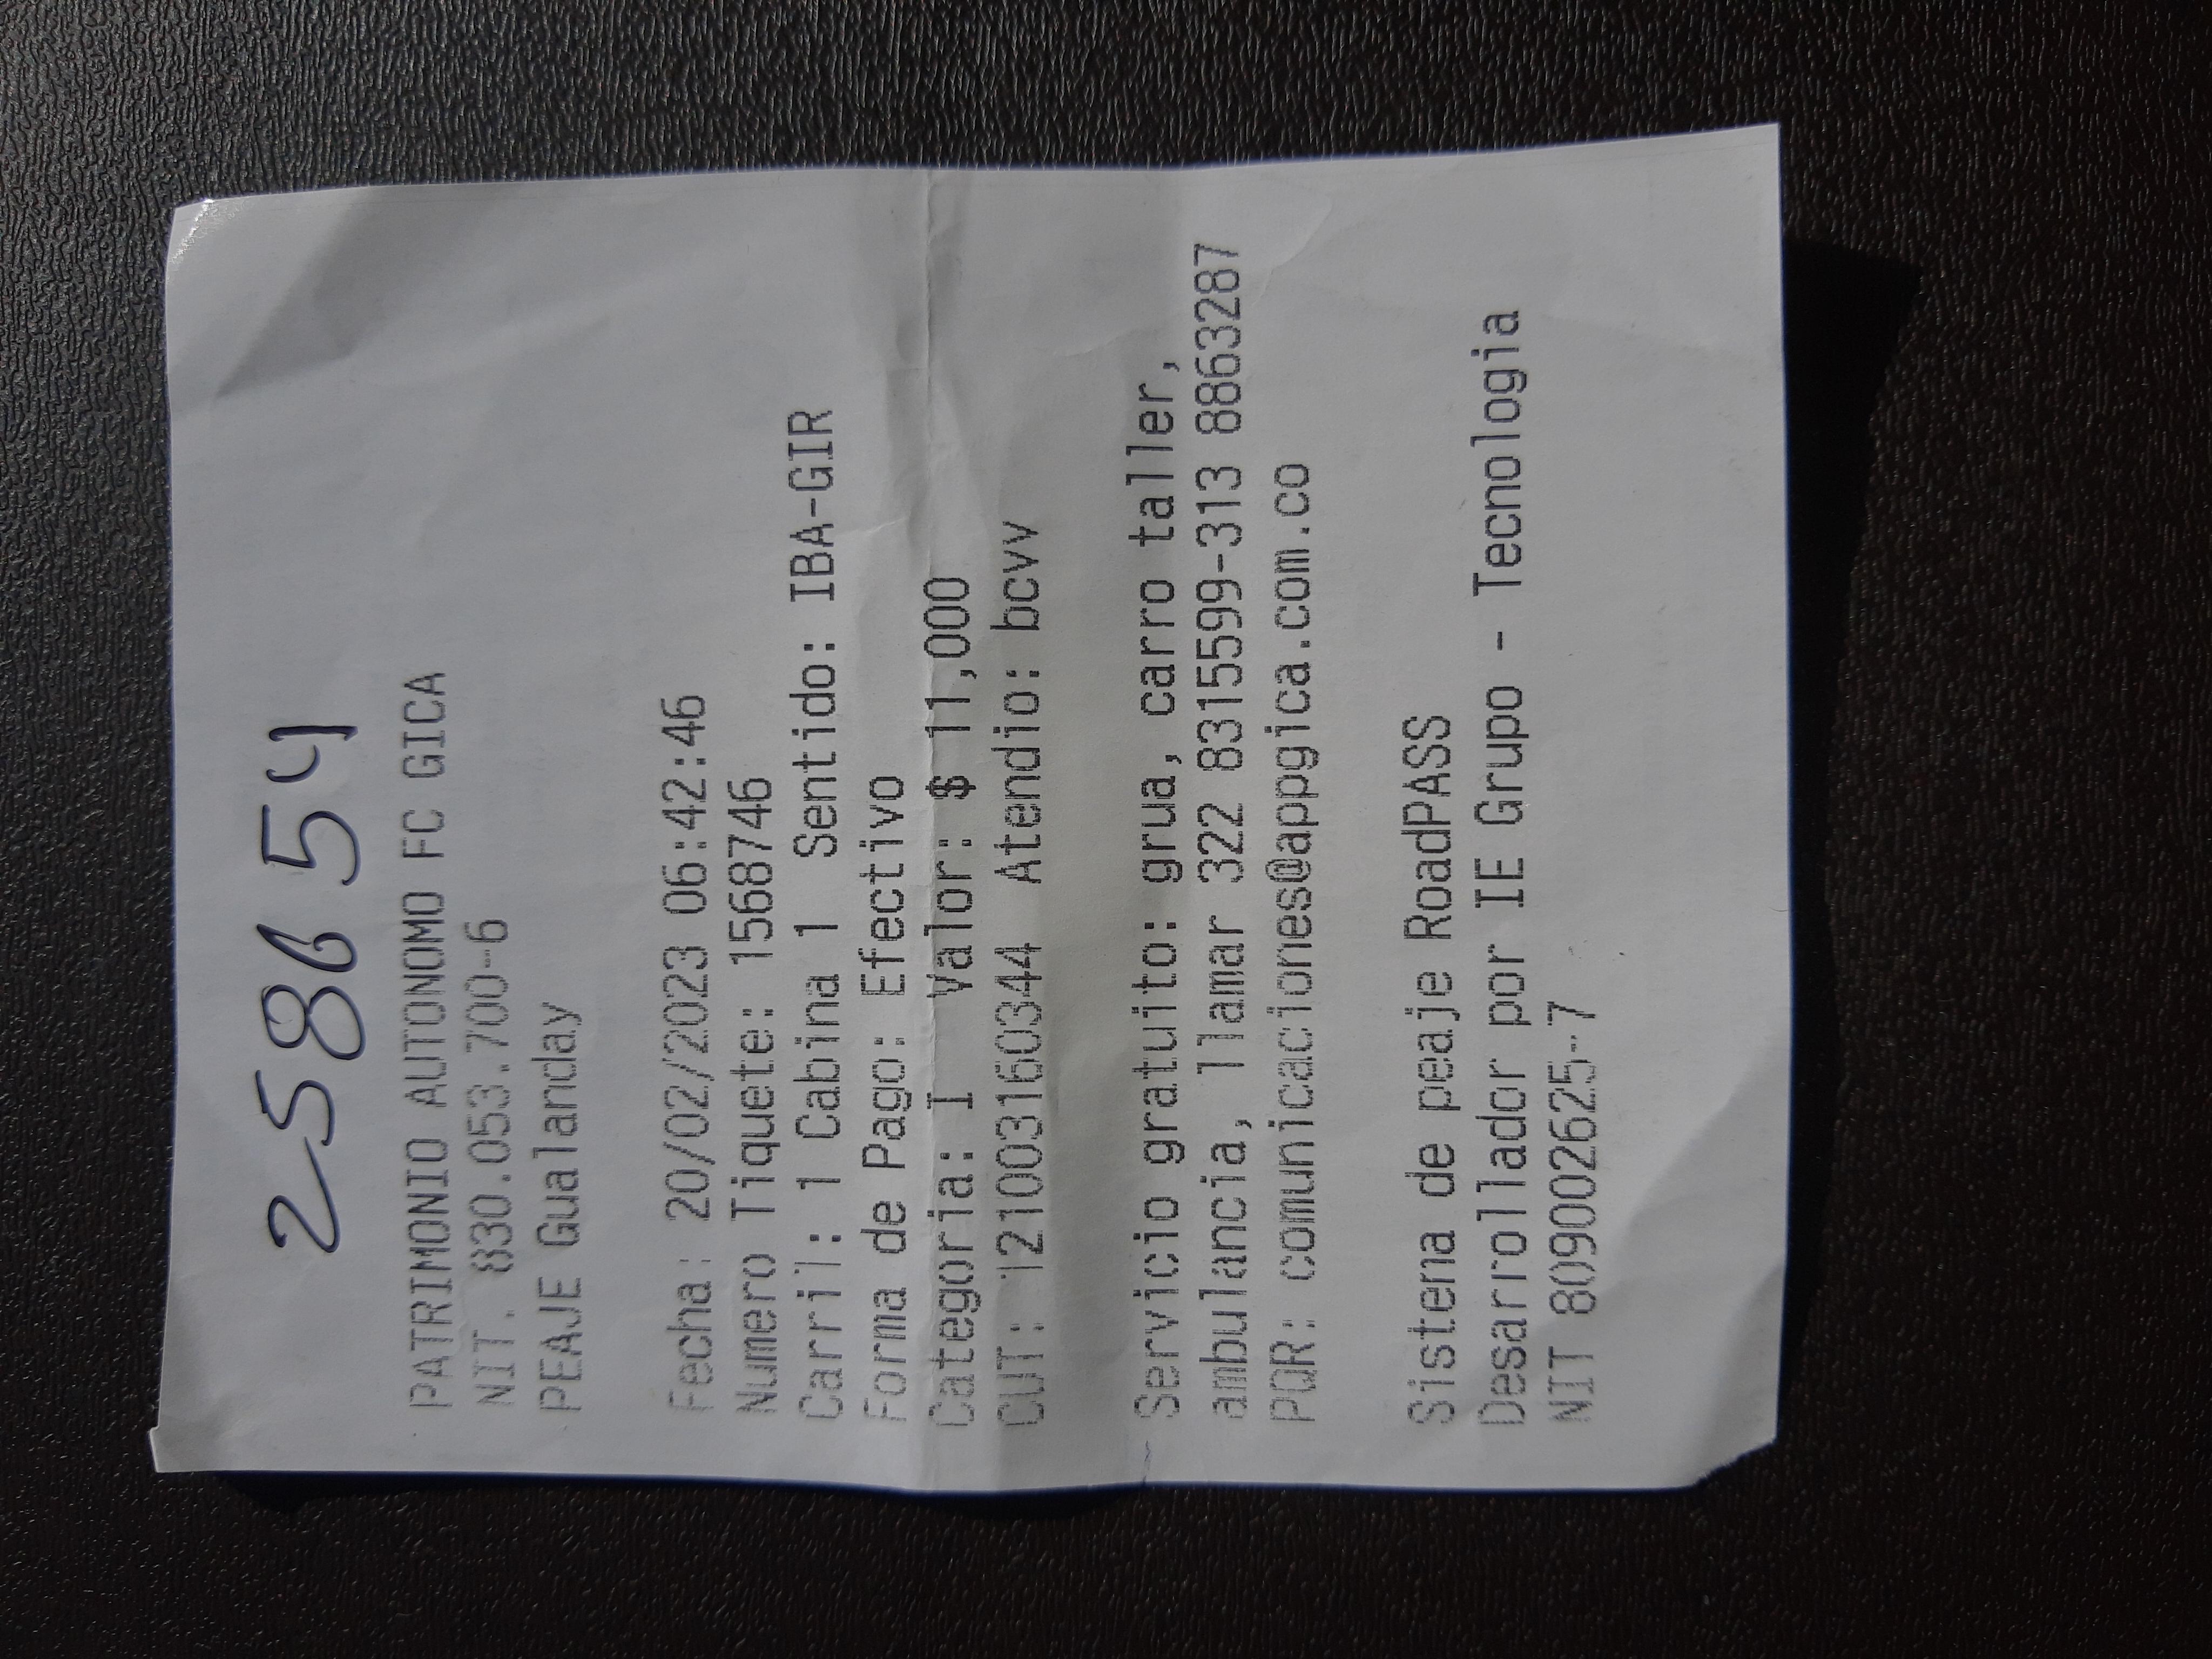 258654
PATRIMONIO AUTONOMO FC GICA
NIT. 830.053.700-6
PEAJE Gualanday
Fecha: 20/02/2023 06:42:46
Numero Tiquete: 1568746
Carril: 1 Cabina 1 Sentido: IBA-GIR
Forma de Pago: Efectivo
Categoria: I Valor: $ 11,000
CUT: 121003160344 Atendio: bcvv
Servicio gratuito: grua, carro taller,
ambulancia, llamar 322 8315599-313 8863287
PQR: comunicaciones@appgica.com.co
Sistena de peaje RoadPASS
Desarrollador por IE Grupo - Tecnologia
NIT 809002625-7